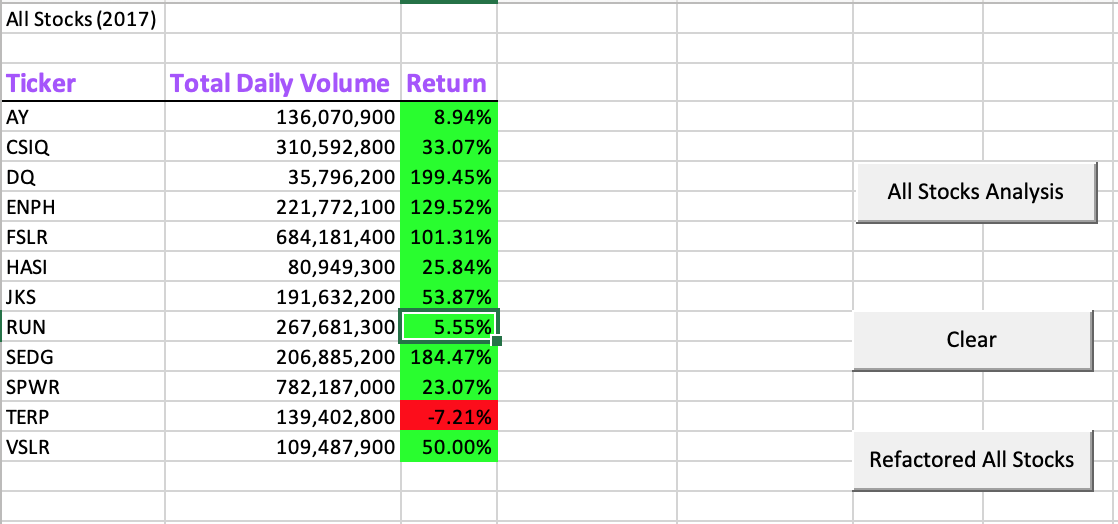 All Stocks (2017)
Ticker Total Daily Volume Return
AY 136,070,900 8.94%
CSIQ 310,592,800 33.07%
DQ 35,796,200 199.45%
All Stocks Analysis
ENPH 221,772,100 129.52%
FSLR 684,181,400 101.31%
HASI 80,949,300 25.84%
JKS 191,632,200 53.87%
RUN 267,681,300 5.55%
Clear
SEDG 206,885,200 184.47%
SPWR 782,187,000 23.07%
TERP 139,402,800 -7.21%
VSLR 109,487,900 50.00%
Refactored All Stocks